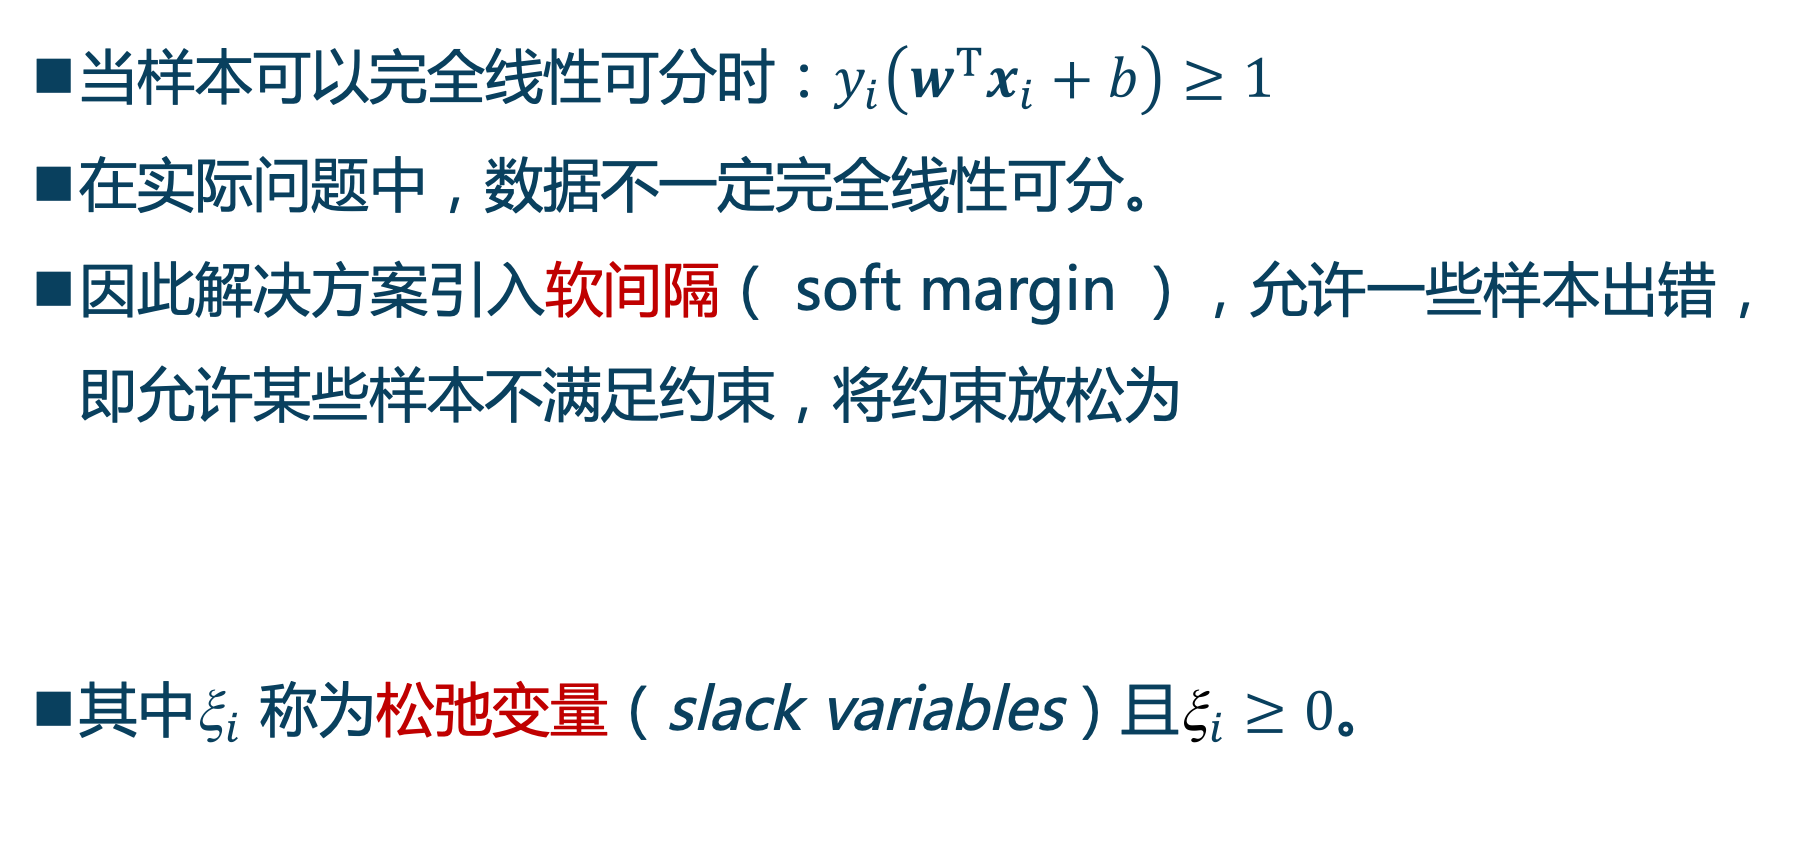 ■当样本可以完全线性可分时：yᵢ(𝒘ᵀ𝒙ᵢ + b) ≥ 1
■在实际问题中，数据不一定完全线性可分。
■因此解决方案引入软间隔（ soft margin ），允许一些样本出错，
即允许某些样本不满足约束，将约束放松为
■其中ξᵢ 称为松弛变量（slack variables）且ξᵢ ≥ 0。